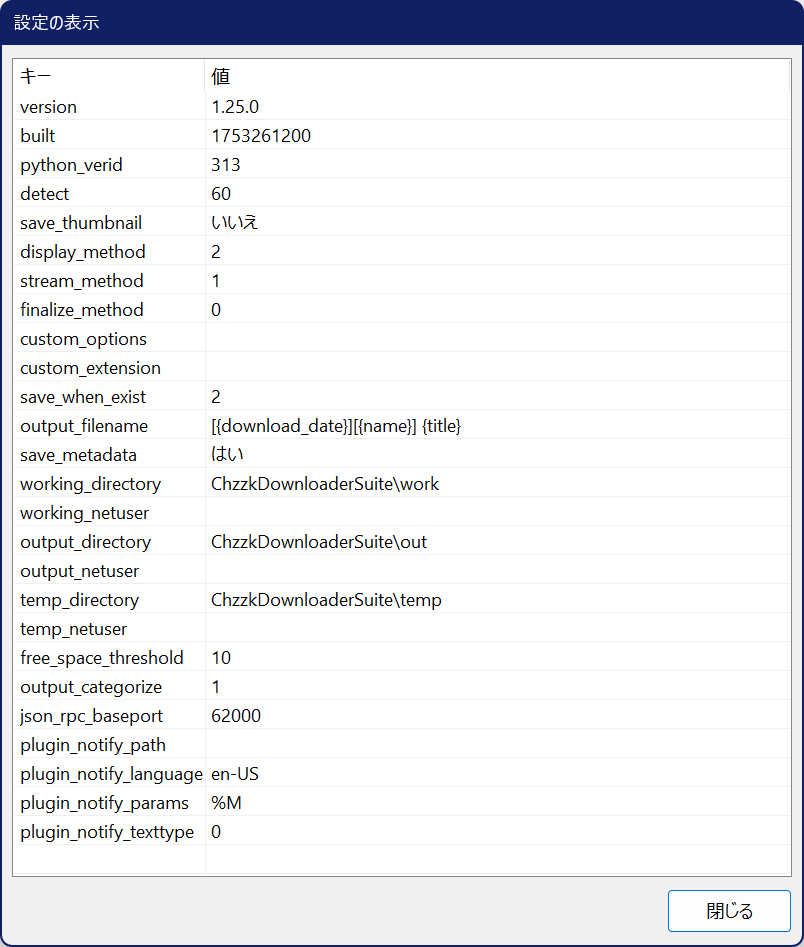 設定の表示
キー 値
version 1.25.0
built 1753261200
python_verid 313
detect 60
save_thumbnail いいえ
display_method 2
stream_method 1
finalize_method 0
custom_options
custom_extension
save_when_exist 2
output_filename [{download_date}][{name}] {title}
save_metadata はい
working_directory ChzzkDownloaderSuite\work
working_netuser
output_directory ChzzkDownloaderSuite\out
output_netuser
temp_directory ChzzkDownloaderSuite\temp
temp_netuser
free_space_threshold 10
output_categorize 1
json_rpc_baseport 62000
plugin_notify_path
plugin_notify_language en-US
plugin_notify_params %M
plugin_notify_texttype 0
閉じる